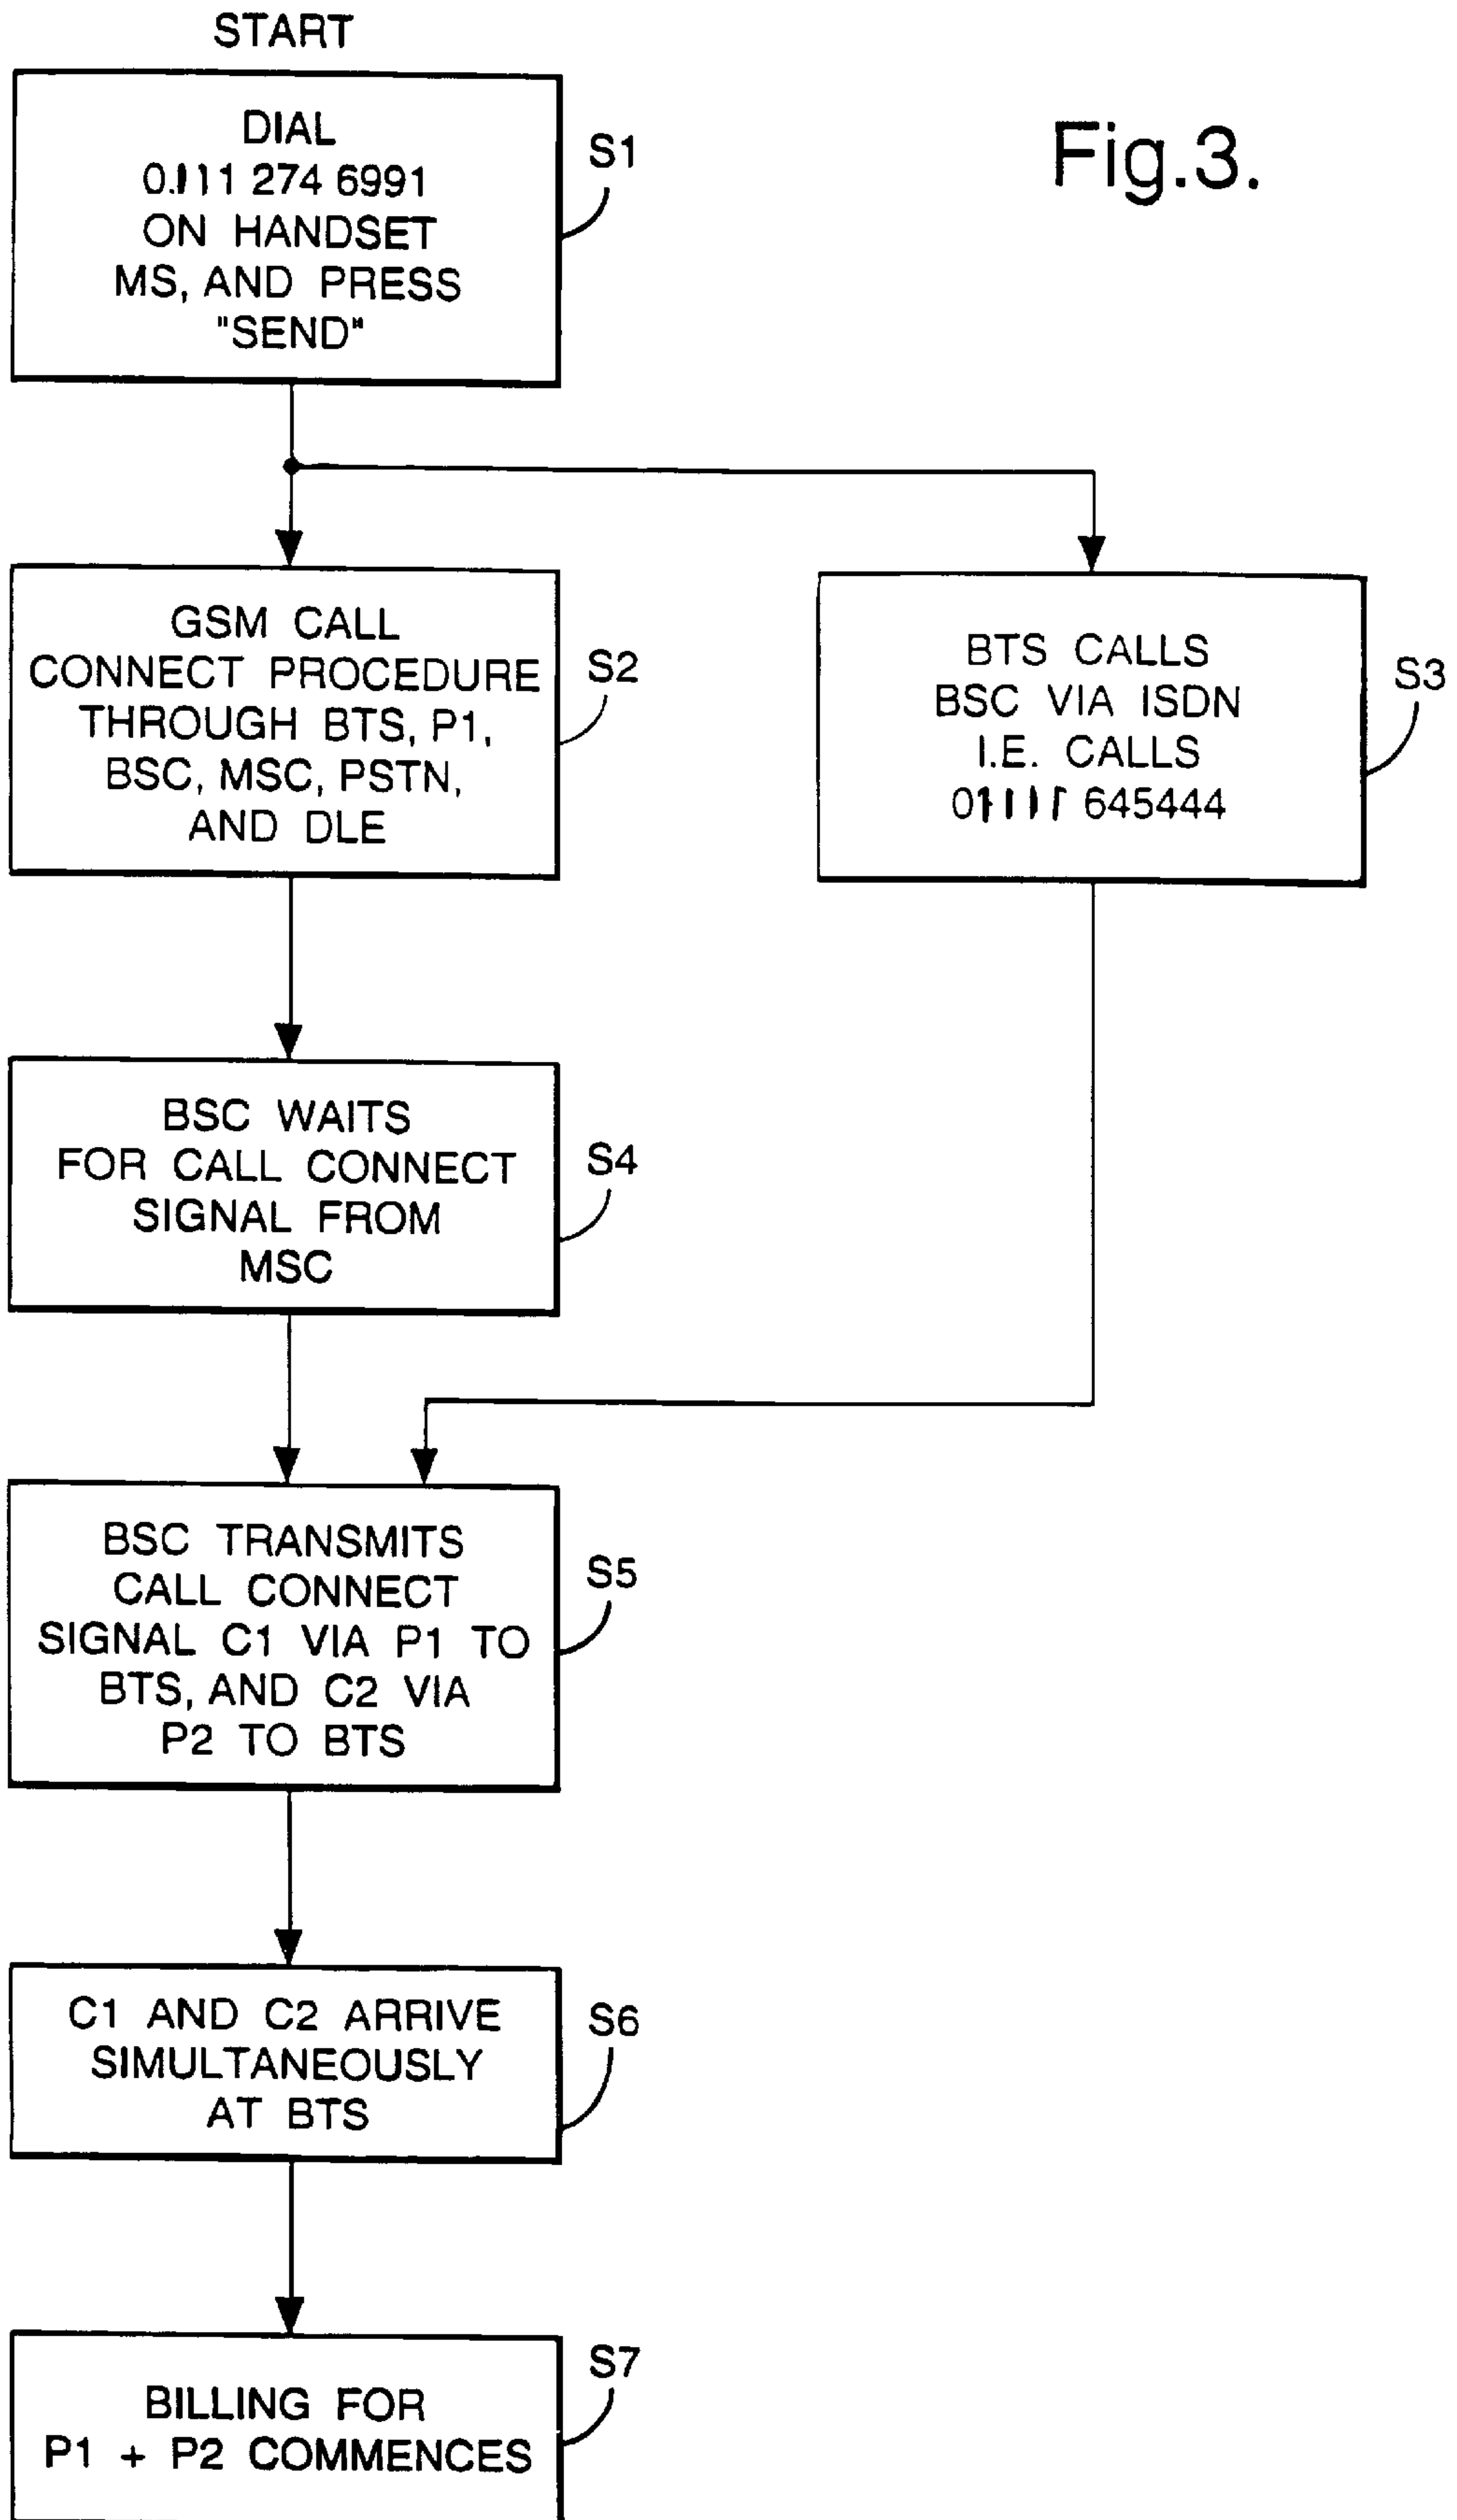 START
Fig.3.
DIAL
0.111 274 6991
ON HANDSET
MS, AND PRESS
"SEND"
S1
GSM CALL
CONNECT PROCEDURE
THROUGH BTS, P1,
BSC, MSC, PSTN,
AND DLE
S2
BTS CALLS
BSC VIA ISDN
I.E. CALLS
645444
S3
BSC WAITS
FOR CALL CONNECT
SIGNAL FROM
MSC
S4
BSC TRANSMITS
CALL CONNECT
SIGNAL C1 VIA P1 TO
BTS, AND C2 VIA
P2 TO BTS
S5
C1 AND C2 ARRIVE
SIMULTANEOUSLY
AT BTS
S6
BILLING FOR
P1 + P2 COMMENCES
S7